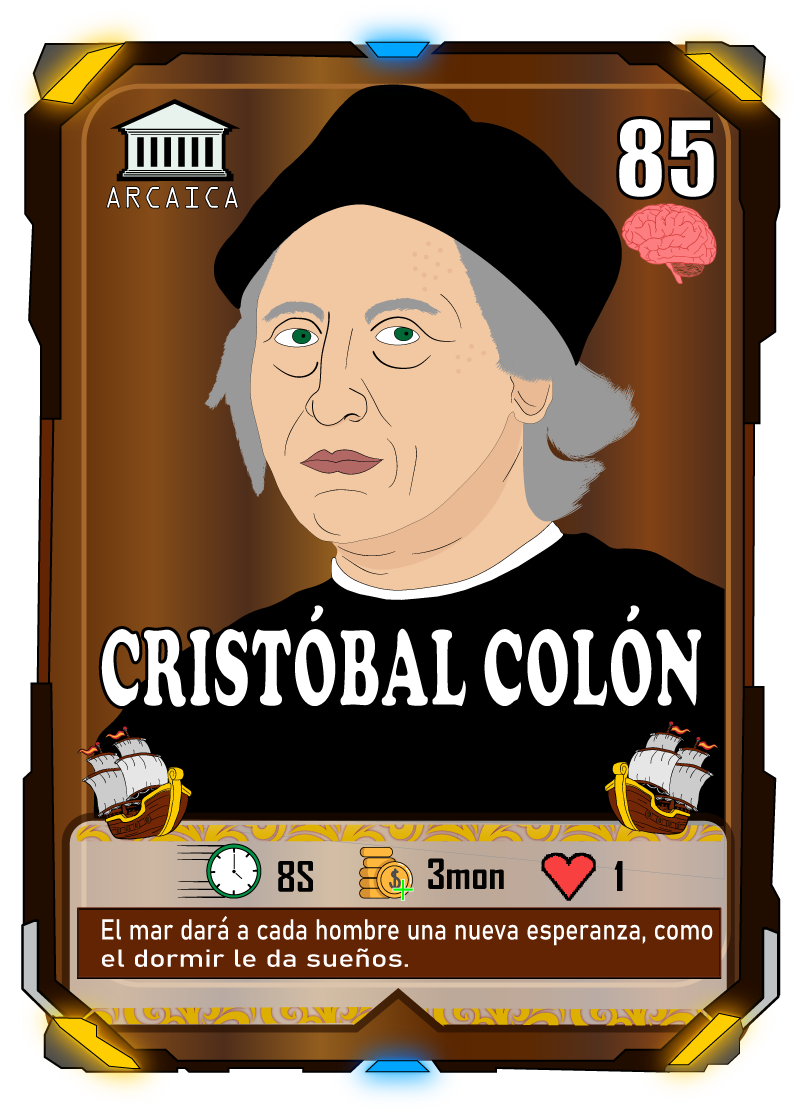 85
ARCAICA
CRISTÓBAL COLÓN
8S 3mon 1
El mar dará a cada hombre una nueva esperanza, como
el dormir le da sueños.